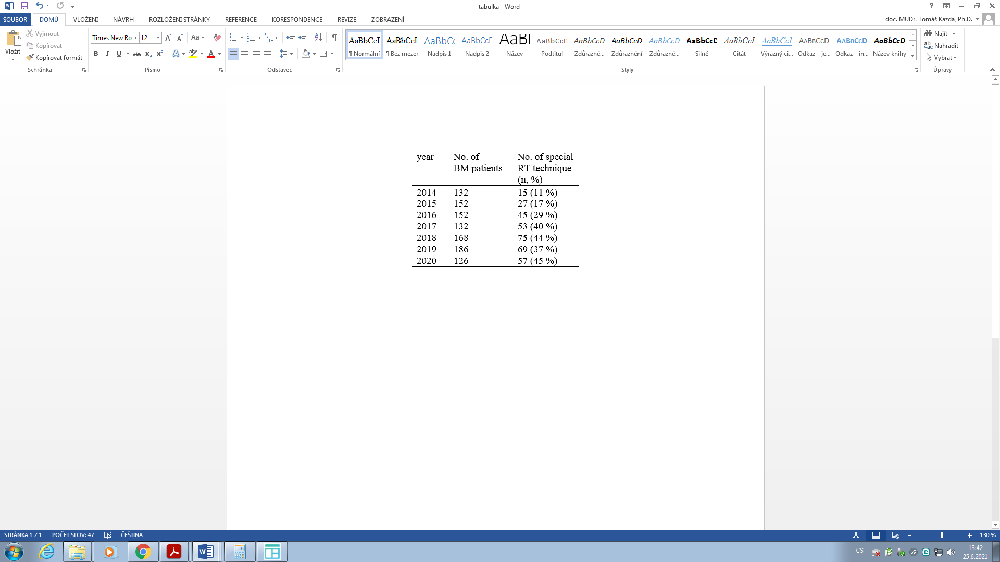 tabulka - Word
SOUBOR DOMŮ VLOŽENÍ NÁVRH ROZLOŽENÍ STRÁNKY REFERENCE KORESPONDENCE REVIZE ZOBRAZENÍ doc. MUDr. Tomáš Kazda, Ph.D.
Vložit
Vyjmout
Kopírovat
Kopírovat formát
Schránka
Times New Ro 12
Písmo
Odstavec
AaBbCcI AaBbCcI AaBbCc AaBbCcD AaBl AaBbCcD AaBbCcD AaBbCcD AaBbCcD AaBbCcD AaBbCcI AaBbCcI AaBbCcD AaBbCcD AaBbCcD
¶ Normální ¶ Bez mezer Nadpis 1 Nadpis 2 Název Podtitul Zdůrazně... Zdůraznění Zdůrazně... Silné Citát Výrazný ci... Odkaz – je... Odkaz – in... Název knihy
Styly
Najít
Nahradit
Vybrat
Úpravy
year No. of BM patients No. of special RT technique (n, %)
2014 132 15 (11 %)
2015 152 27 (17 %)
2016 152 45 (29 %)
2017 132 53 (40 %)
2018 168 75 (44 %)
2019 186 69 (37 %)
2020 126 57 (45 %)
STRÁNKA 1 Z 1 POČET SLOV: 47 ČEŠTINA 130 %
CS 13:42
25.6.2021